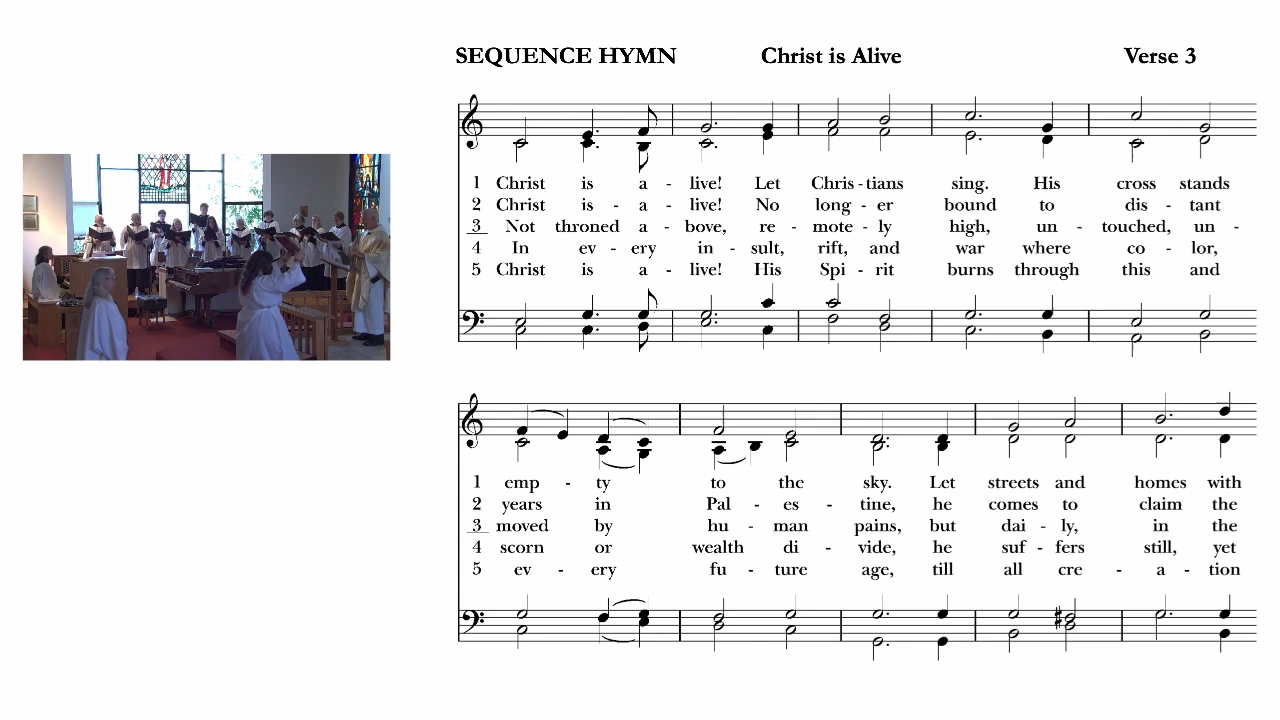 SEQUENCE HYMN Christ is Alive Verse 3
1 Christ is a - live! Let Chris - tians sing. His cross stands
2 Christ is - a - live! No long - er bound to dis - tant
3 Not throned a - bove, re - mote - ly high, un - touched, un -
4 In ev - ery in - sult, rift, and war where co - lor,
5 Christ is a - live! His Spi - rit burns through this and
1 emp - ty to the sky. Let streets and homes with
2 years in Pal - es - tine, he comes to claim the
3 moved by hu - man pains, but dai - ly, in the
4 scorn or wealth di - vide, he suf - fers still, yet
5 ev - ery fu - ture age, till all cre - a - tion